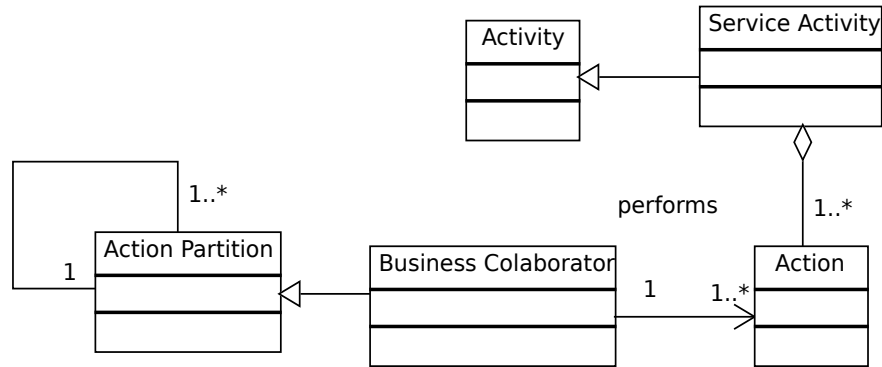 Service Activity
Activity
1..*
performs
1..*
Action Partition
Business Colaborator
Action
1
1
1..*